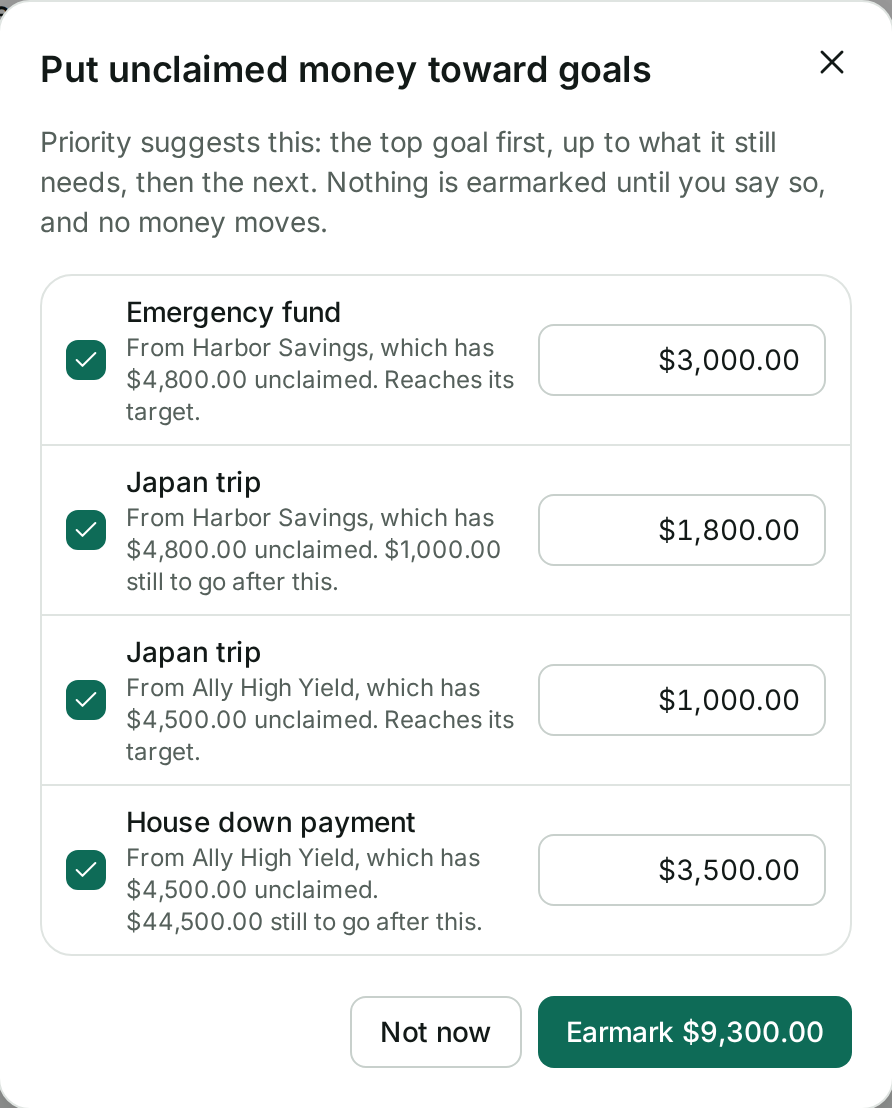 Put unclaimed money toward goals
Priority suggests this: the top goal first, up to what it still
needs, then the next. Nothing is earmarked until you say so,
and no money moves.
Emergency fund
From Harbor Savings, which has
$4,800.00 unclaimed. Reaches its
target.
$3,000.00
Japan trip
From Harbor Savings, which has
$4,800.00 unclaimed. $1,000.00
still to go after this.
$1,800.00
Japan trip
From Ally High Yield, which has
$4,500.00 unclaimed. Reaches its
target.
$1,000.00
House down payment
From Ally High Yield, which has
$4,500.00 unclaimed.
$44,500.00 still to go after this.
$3,500.00
Not now
Earmark $9,300.00